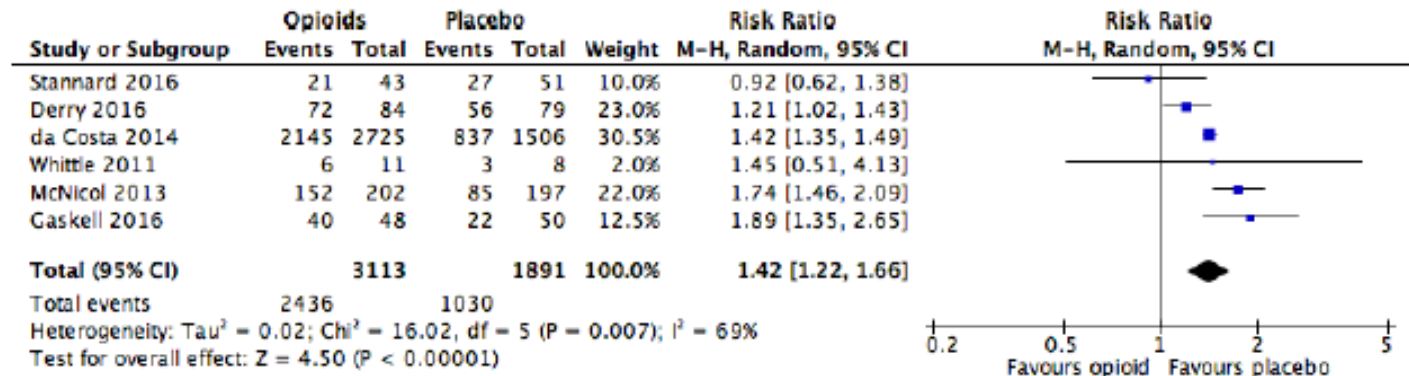 Opioids Placebo Risk Ratio Risk Ratio
Study or Subgroup Events Total Events Total Weight M-H, Random, 95% CI M-H, Random, 95% CI
Stannard 2016 21 43 27 51 10.0% 0.92 [0.62, 1.38]
Derry 2016 72 84 56 79 23.0% 1.21 [1.02, 1.43]
da Costa 2014 2145 2725 837 1506 30.5% 1.42 [1.35, 1.49]
Whittle 2011 6 11 3 8 2.0% 1.45 [0.51, 4.13]
McNicol 2013 152 202 85 197 22.0% 1.74 [1.46, 2.09]
Gaskell 2016 40 48 22 50 12.5% 1.89 [1.35, 2.65]
Total (95% CI) 3113 1891 100.0% 1.42 [1.22, 1.66]
Total events 2436 1030
Heterogeneity: Tau² = 0.02; Chi² = 16.02, df = 5 (P = 0.007); I² = 69%
Test for overall effect: Z = 4.50 (P < 0.00001)
0.2 0.5 1 2 5
Favours opioid Favours placebo